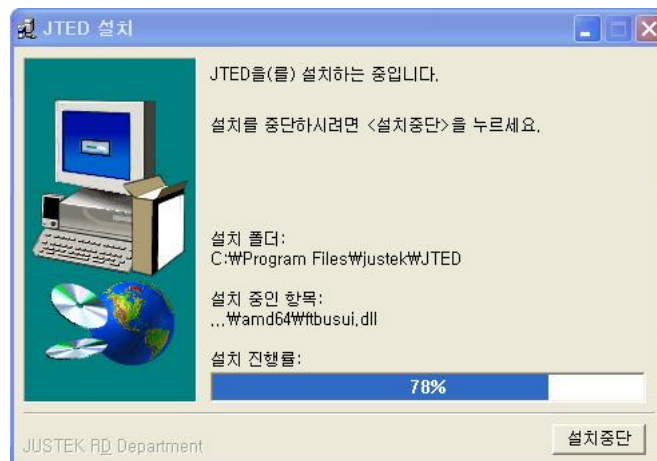 JTED 설치
JTED을(를) 설치하는 중입니다.
설치를 중단하시려면 <설치중단>을 누르세요.
설치 폴더:
C:₩Program Files₩justek₩JTED
설치 중인 항목:
...₩amd64₩ftbusui.dll
설치 진행률:
78%
JUSTEK RD Department
설치중단